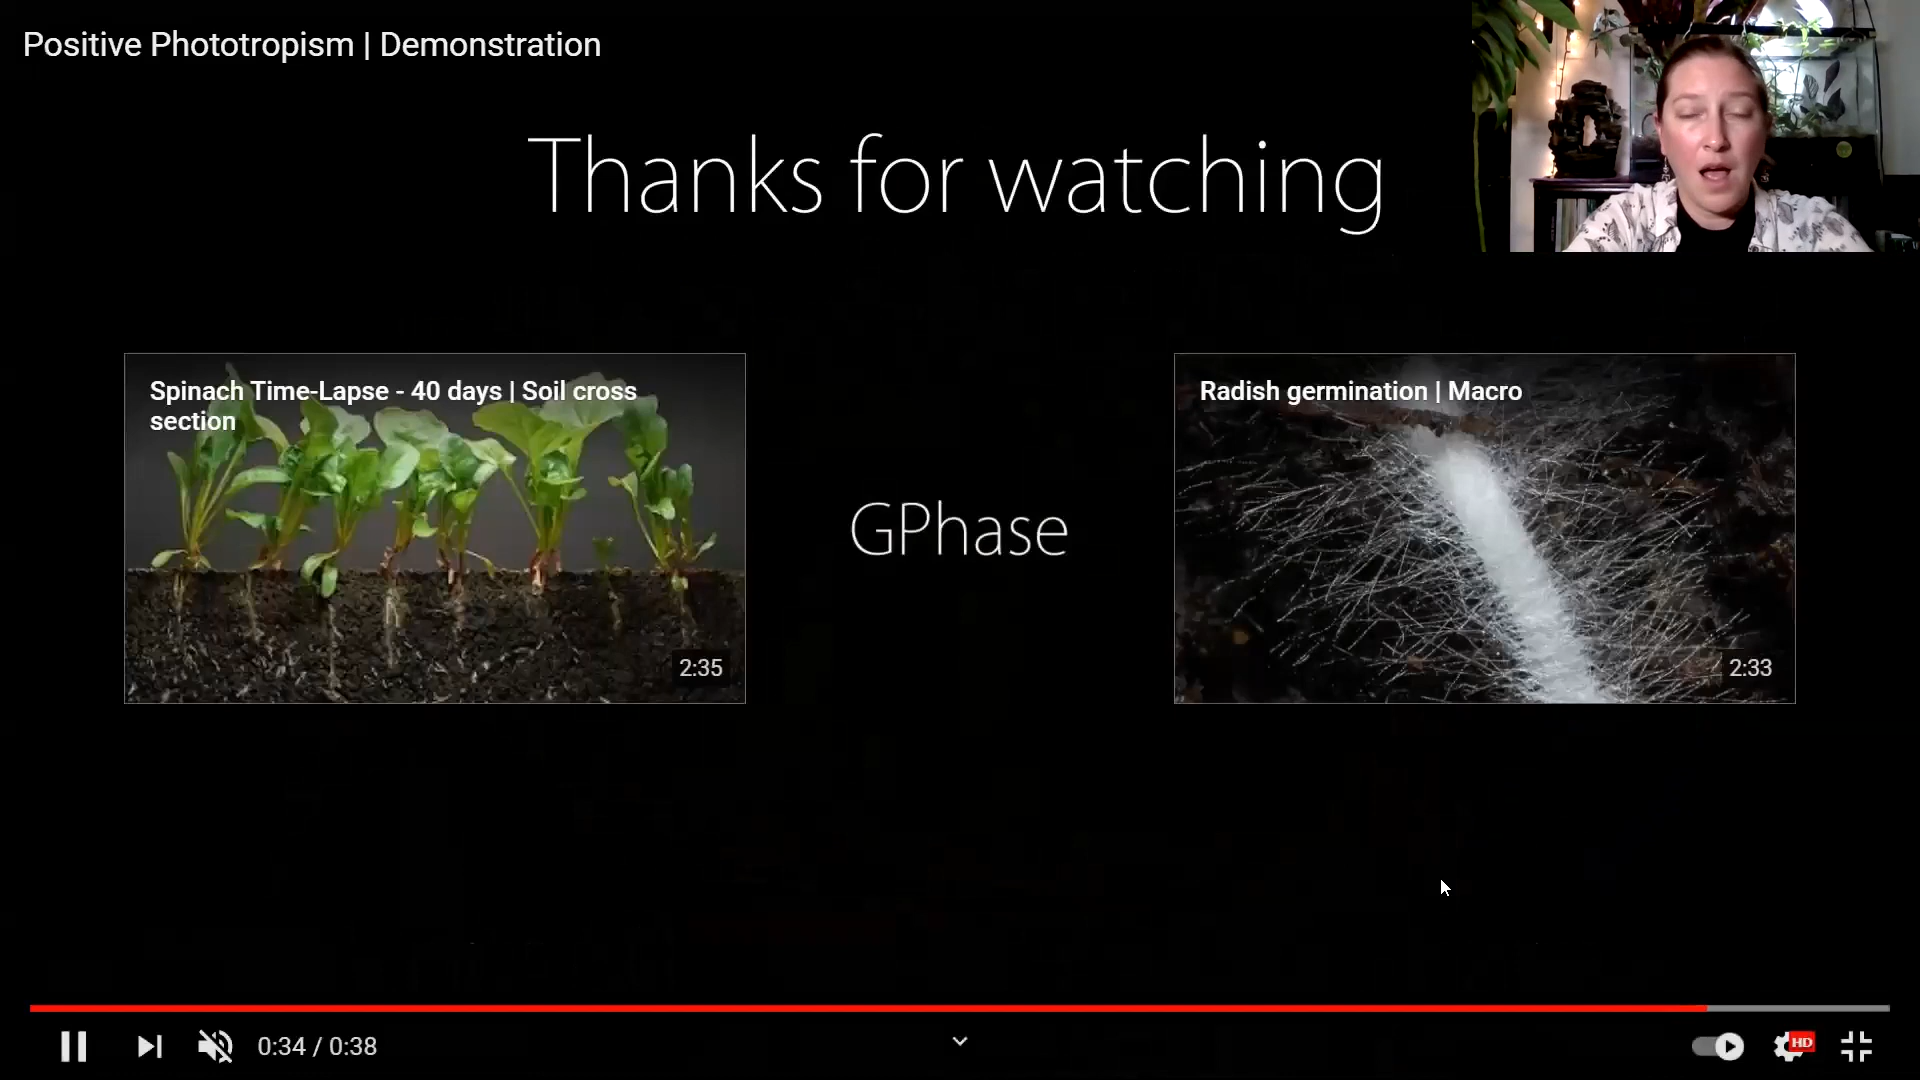 Positive Phototropism | Demonstration
Thanks for watching
Spinach Time-Lapse - 40 days | Soil cross
section
2:35
GPhase
Radish germination | Macro
2:33
0:34 / 0:38
HD